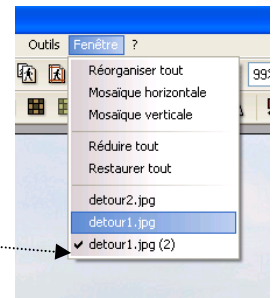 Outils Fenêtre ?
Réorganiser tout
99%
Mosaïque horizontale
Mosaïque verticale
Réduire tout
Restaurer tout
detour2.jpg
detour1.jpg
✓ detour1.jpg (2)